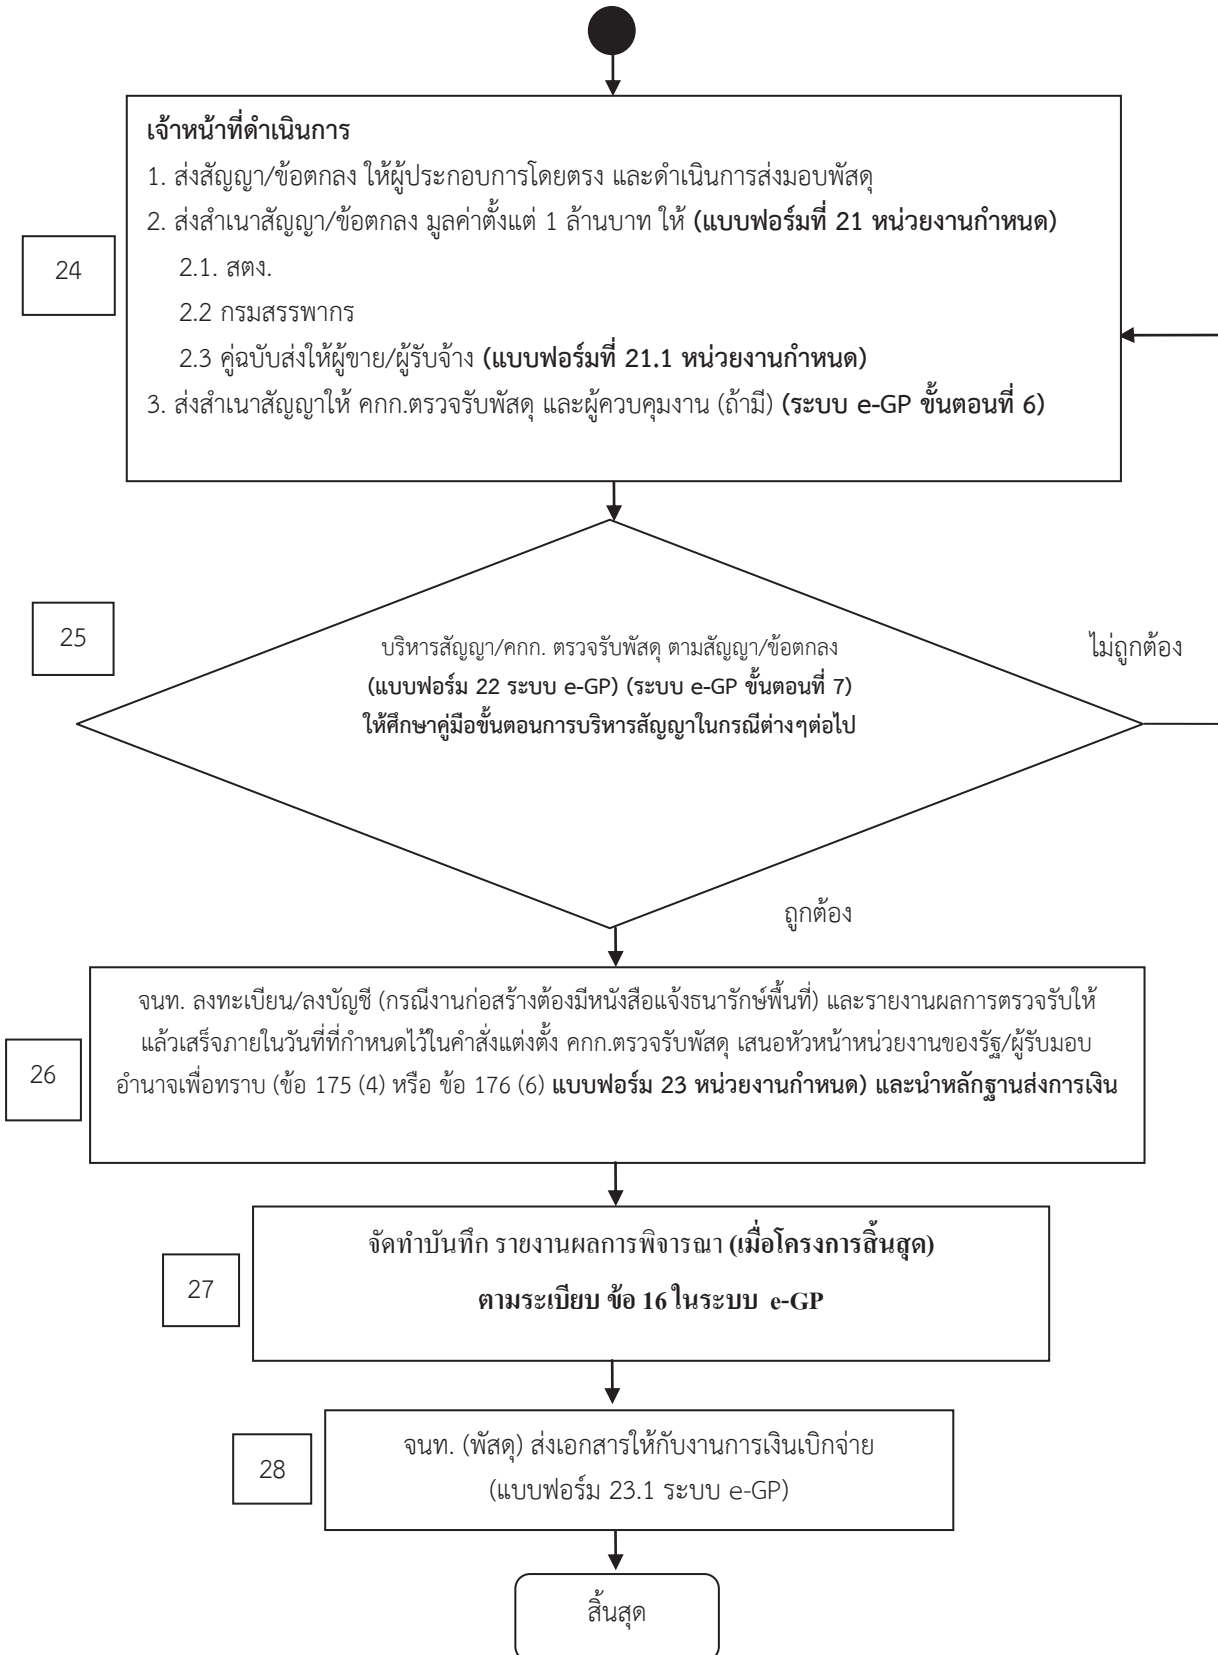 เจ้าหน้าที่ดำเนินการ
1. ส่งสัญญา/ข้อตกลง ให้ผู้ประกอบการโดยตรง และดำเนินการส่งมอบพัสดุ
2. ส่งสำเนาสัญญา/ข้อตกลง มูลค่าตั้งแต่ 1 ล้านบาท ให้ (แบบฟอร์มที่ 21 หน่วยงานกำหนด)
24
2.1. สตง.
2.2 กรมสรรพากร
2.3 คู่ฉบับส่งให้ผู้ขาย/ผู้รับจ้าง (แบบฟอร์มที่ 21.1 หน่วยงานกำหนด)
3. ส่งสำเนาสัญญาให้ คกก.ตรวจรับพัสดุ และผู้ควบคุมงาน (ถ้ามี) (ระบบ e-GP ขั้นตอนที่ 6)
25
บริหารสัญญา/คกก. ตรวจรับพัสดุ ตามสัญญา/ข้อตกลง
(แบบฟอร์ม 22 ระบบ e-GP) (ระบบ e-GP ขั้นตอนที่ 7)
ให้ศึกษาคู่มือขั้นตอนการบริหารสัญญาในกรณีต่างๆต่อไป
ไม่ถูกต้อง
ถูกต้อง
26
จนท. ลงทะเบียน/ลงบัญชี (กรณีงานก่อสร้างต้องมีหนังสือแจ้งธนารักษ์พื้นที่) และรายงานผลการตรวจรับให้
แล้วเสร็จภายในวันที่ที่กำหนดไว้ในคำสั่งแต่งตั้ง คกก.ตรวจรับพัสดุ เสนอหัวหน้าหน่วยงานของรัฐ/ผู้รับมอบ
อำนาจเพื่อทราบ (ข้อ 175 (4) หรือ ข้อ 176 (6) แบบฟอร์ม 23 หน่วยงานกำหนด) และนำหลักฐานส่งการเงิน
27
จัดทำบันทึก รายงานผลการพิจารณา (เมื่อโครงการสิ้นสุด)
ตามระเบียบ ข้อ 16 ในระบบ e-GP
28
จนท. (พัสดุ) ส่งเอกสารให้กับงานการเงินเบิกจ่าย
(แบบฟอร์ม 23.1 ระบบ e-GP)
สิ้นสุด